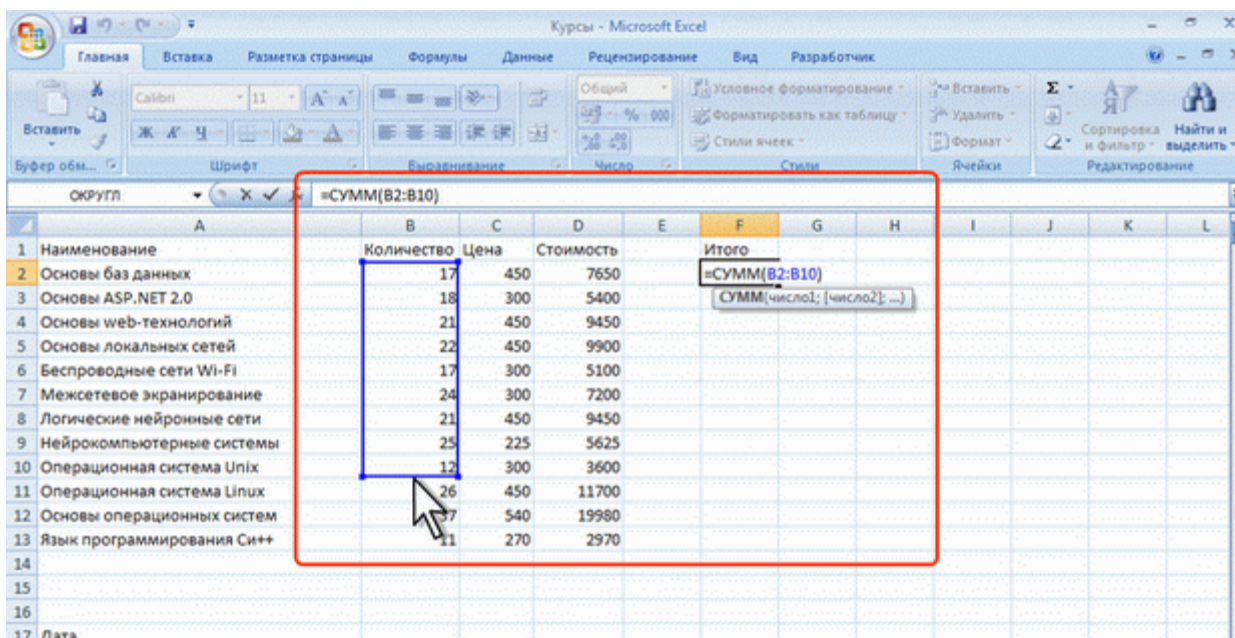 Курсы - Microsoft Excel
Главная Вставка Разметка страницы Формулы Данные Рецензирование Вид Разработчик
Calibri 11 Общий Условное форматирование Вставить Σ
Ж К Ч % 000 Форматировать как таблицу Удалить Сортировка Найти и
Вставить Стили ячеек Формат и фильтр выделить
Буфер обм... Шрифт Выравнивание Число Стили Ячейки Редактирование
ОКРУГЛ =СУММ(B2:B10)
A B C D E F G H I J K L
1 Наименование Количество Цена Стоимость Итого
2 Основы баз данных 17 450 7650 =СУММ(B2:B10)
3 Основы ASP.NET 2.0 18 300 5400 СУММ(число1; [число2]; ...)
4 Основы web-технологий 21 450 9450
5 Основы локальных сетей 22 450 9900
6 Беспроводные сети Wi-Fi 17 300 5100
7 Межсетевое экранирование 24 300 7200
8 Логические нейронные сети 21 450 9450
9 Нейрокомпьютерные системы 25 225 5625
10 Операционная система Unix 12 300 3600
11 Операционная система Linux 26 450 11700
12 Основы операционных систем 37 540 19980
13 Язык программирования Си++ 11 270 2970
14
15
16
17 Дата